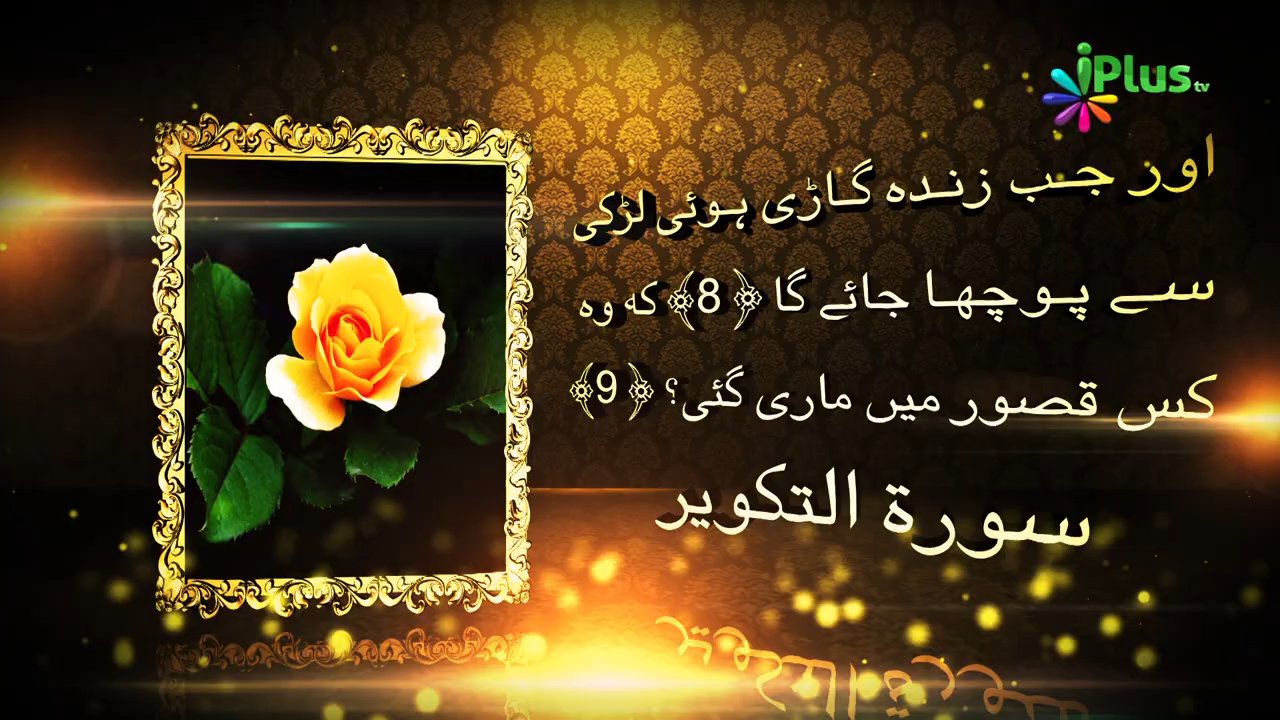 iPlus tv
اور جب زندہ گاڑی ہوئی لڑکی
سے پوچھا جائے گا ﴿8﴾ کہ وہ
کس قصور میں ماری گئی؟ ﴿9﴾
سورة التكویر